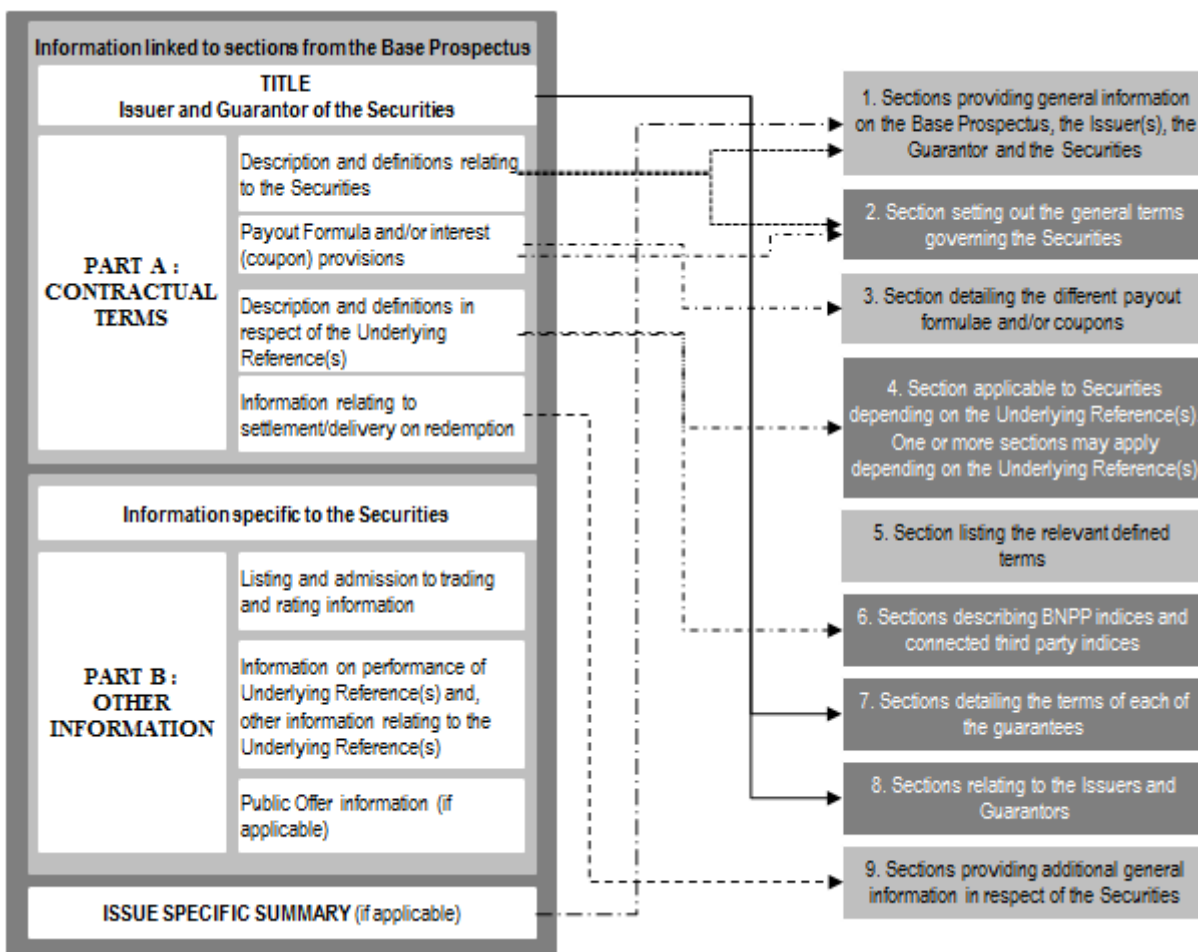 Information linked to sections from the Base Prospectus
TITLE
Issuer and Guarantor of the Securities
PART A :
CONTRACTUAL
TERMS
Description and definitions relating
to the Securities
Payout Formula and/or interest
(coupon) provisions
Description and definitions in
respect of the Underlying
Reference(s)
Information relating to
settlement/delivery on redemption
Information specific to the Securities
PART B :
OTHER
INFORMATION
Listing and admission to trading
and rating information
Information on performance of
Underlying Reference(s) and,
other information relating to the
Underlying Reference(s)
Public Offer information (if
applicable)
ISSUE SPECIFIC SUMMARY (if applicable)
1. Sections providing general information
on the Base Prospectus, the Issuer(s), the
Guarantor and the Securities
2. Section setting out the general terms
governing the Securities
3. Section detailing the different payout
formulae and/or coupons
4. Section applicable to Securities
depending on the Underlying Reference(s).
One or more sections may apply
depending on the Underlying Reference(s)
5. Section listing the relevant defined
terms
6. Sections describing BNPP indices and
connected third party indices
7. Sections detailing the terms of each of
the guarantees
8. Sections relating to the Issuers and
Guarantors
9. Sections providing additional general
information in respect of the Securities